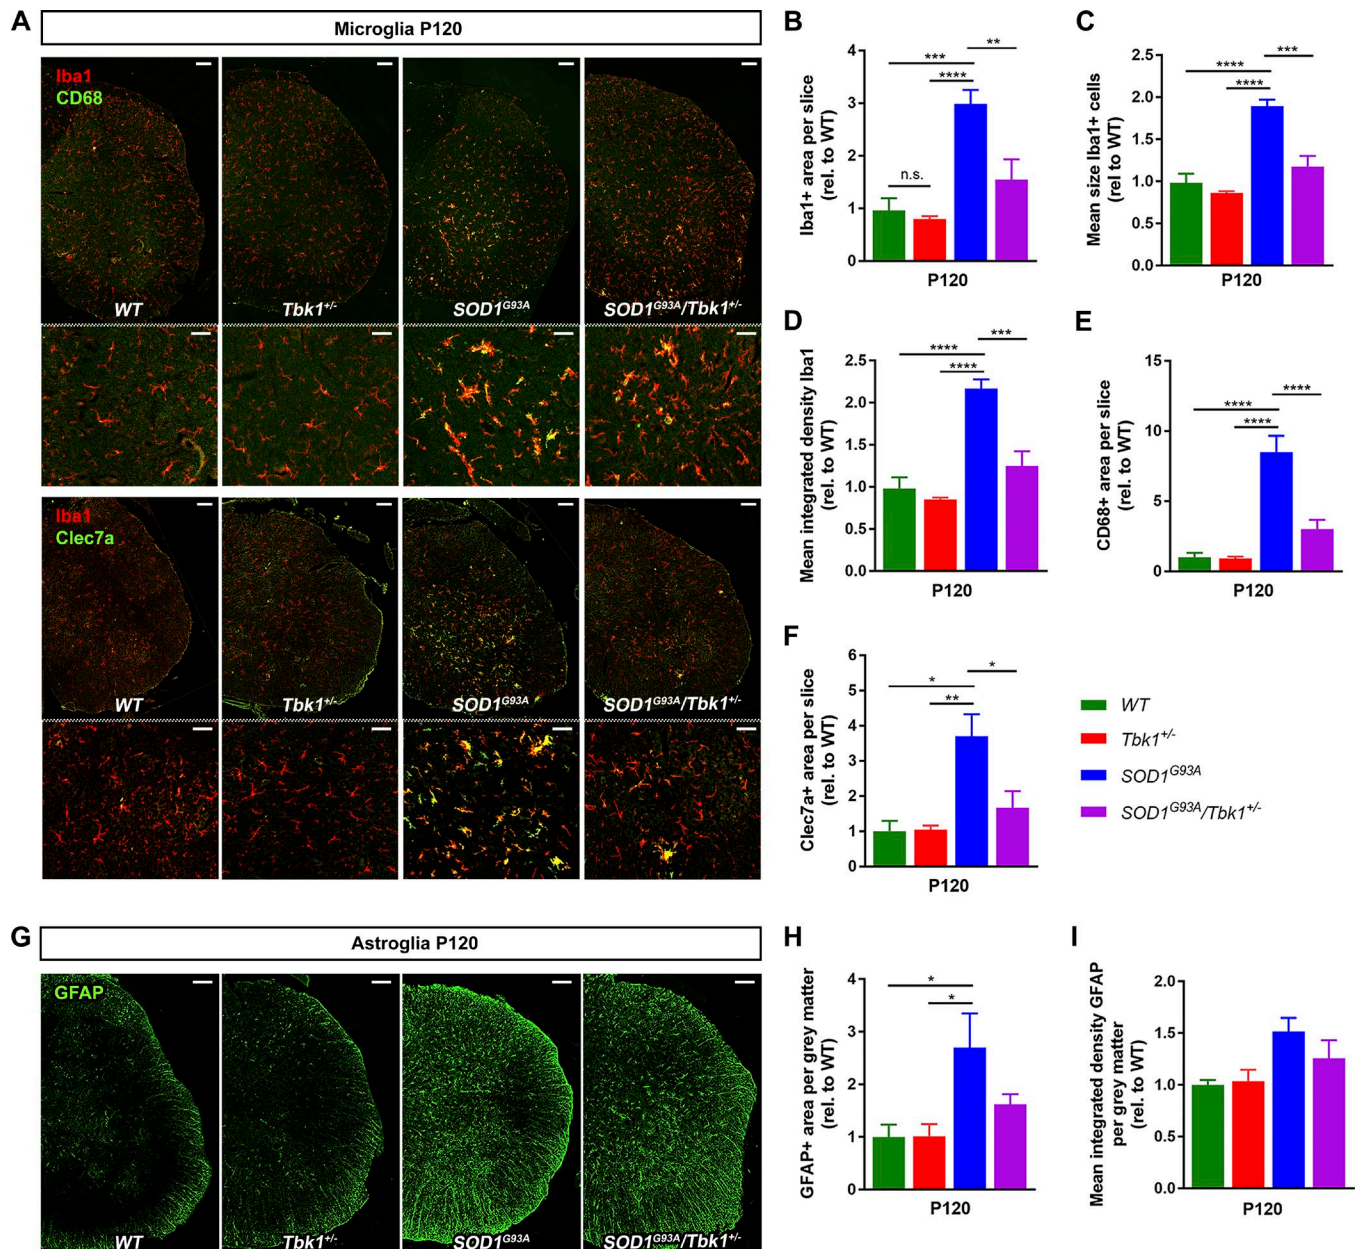 A
Microglia P120
Iba1
CD68
WT
Tbk1+/-
SOD1G93A
SOD1G93A/Tbk1+/-
Iba1
Clec7a
WT
Tbk1+/-
SOD1G93A
SOD1G93A/Tbk1+/-
B
Iba1+ area per slice
(rel. to WT)
4
3
2
1
0
n.s.
***
****
**
P120
C
Mean size Iba1+ cells
(rel to WT)
2.5
2.0
1.5
1.0
0.5
0.0
****
****
***
P120
D
Mean integrated density Iba1
(rel. to WT)
2.5
2.0
1.5
1.0
0.5
0.0
****
****
***
P120
E
CD68+ area per slice
(rel. to WT)
15
10
5
0
****
****
****
P120
F
Clec7a+ area per slice
(rel. to WT)
6
5
4
3
2
1
0
*
**
*
P120
WT
Tbk1+/-
SOD1G93A
SOD1G93A/Tbk1+/-
G
Astroglia P120
GFAP
WT
Tbk1+/-
SOD1G93A
SOD1G93A/Tbk1+/-
H
GFAP+ area per grey matter
(rel. to WT)
4
3
2
1
0
*
*
P120
I
Mean integrated density GFAP
per grey matter
(rel. to WT)
2.0
1.5
1.0
0.5
0.0
P120